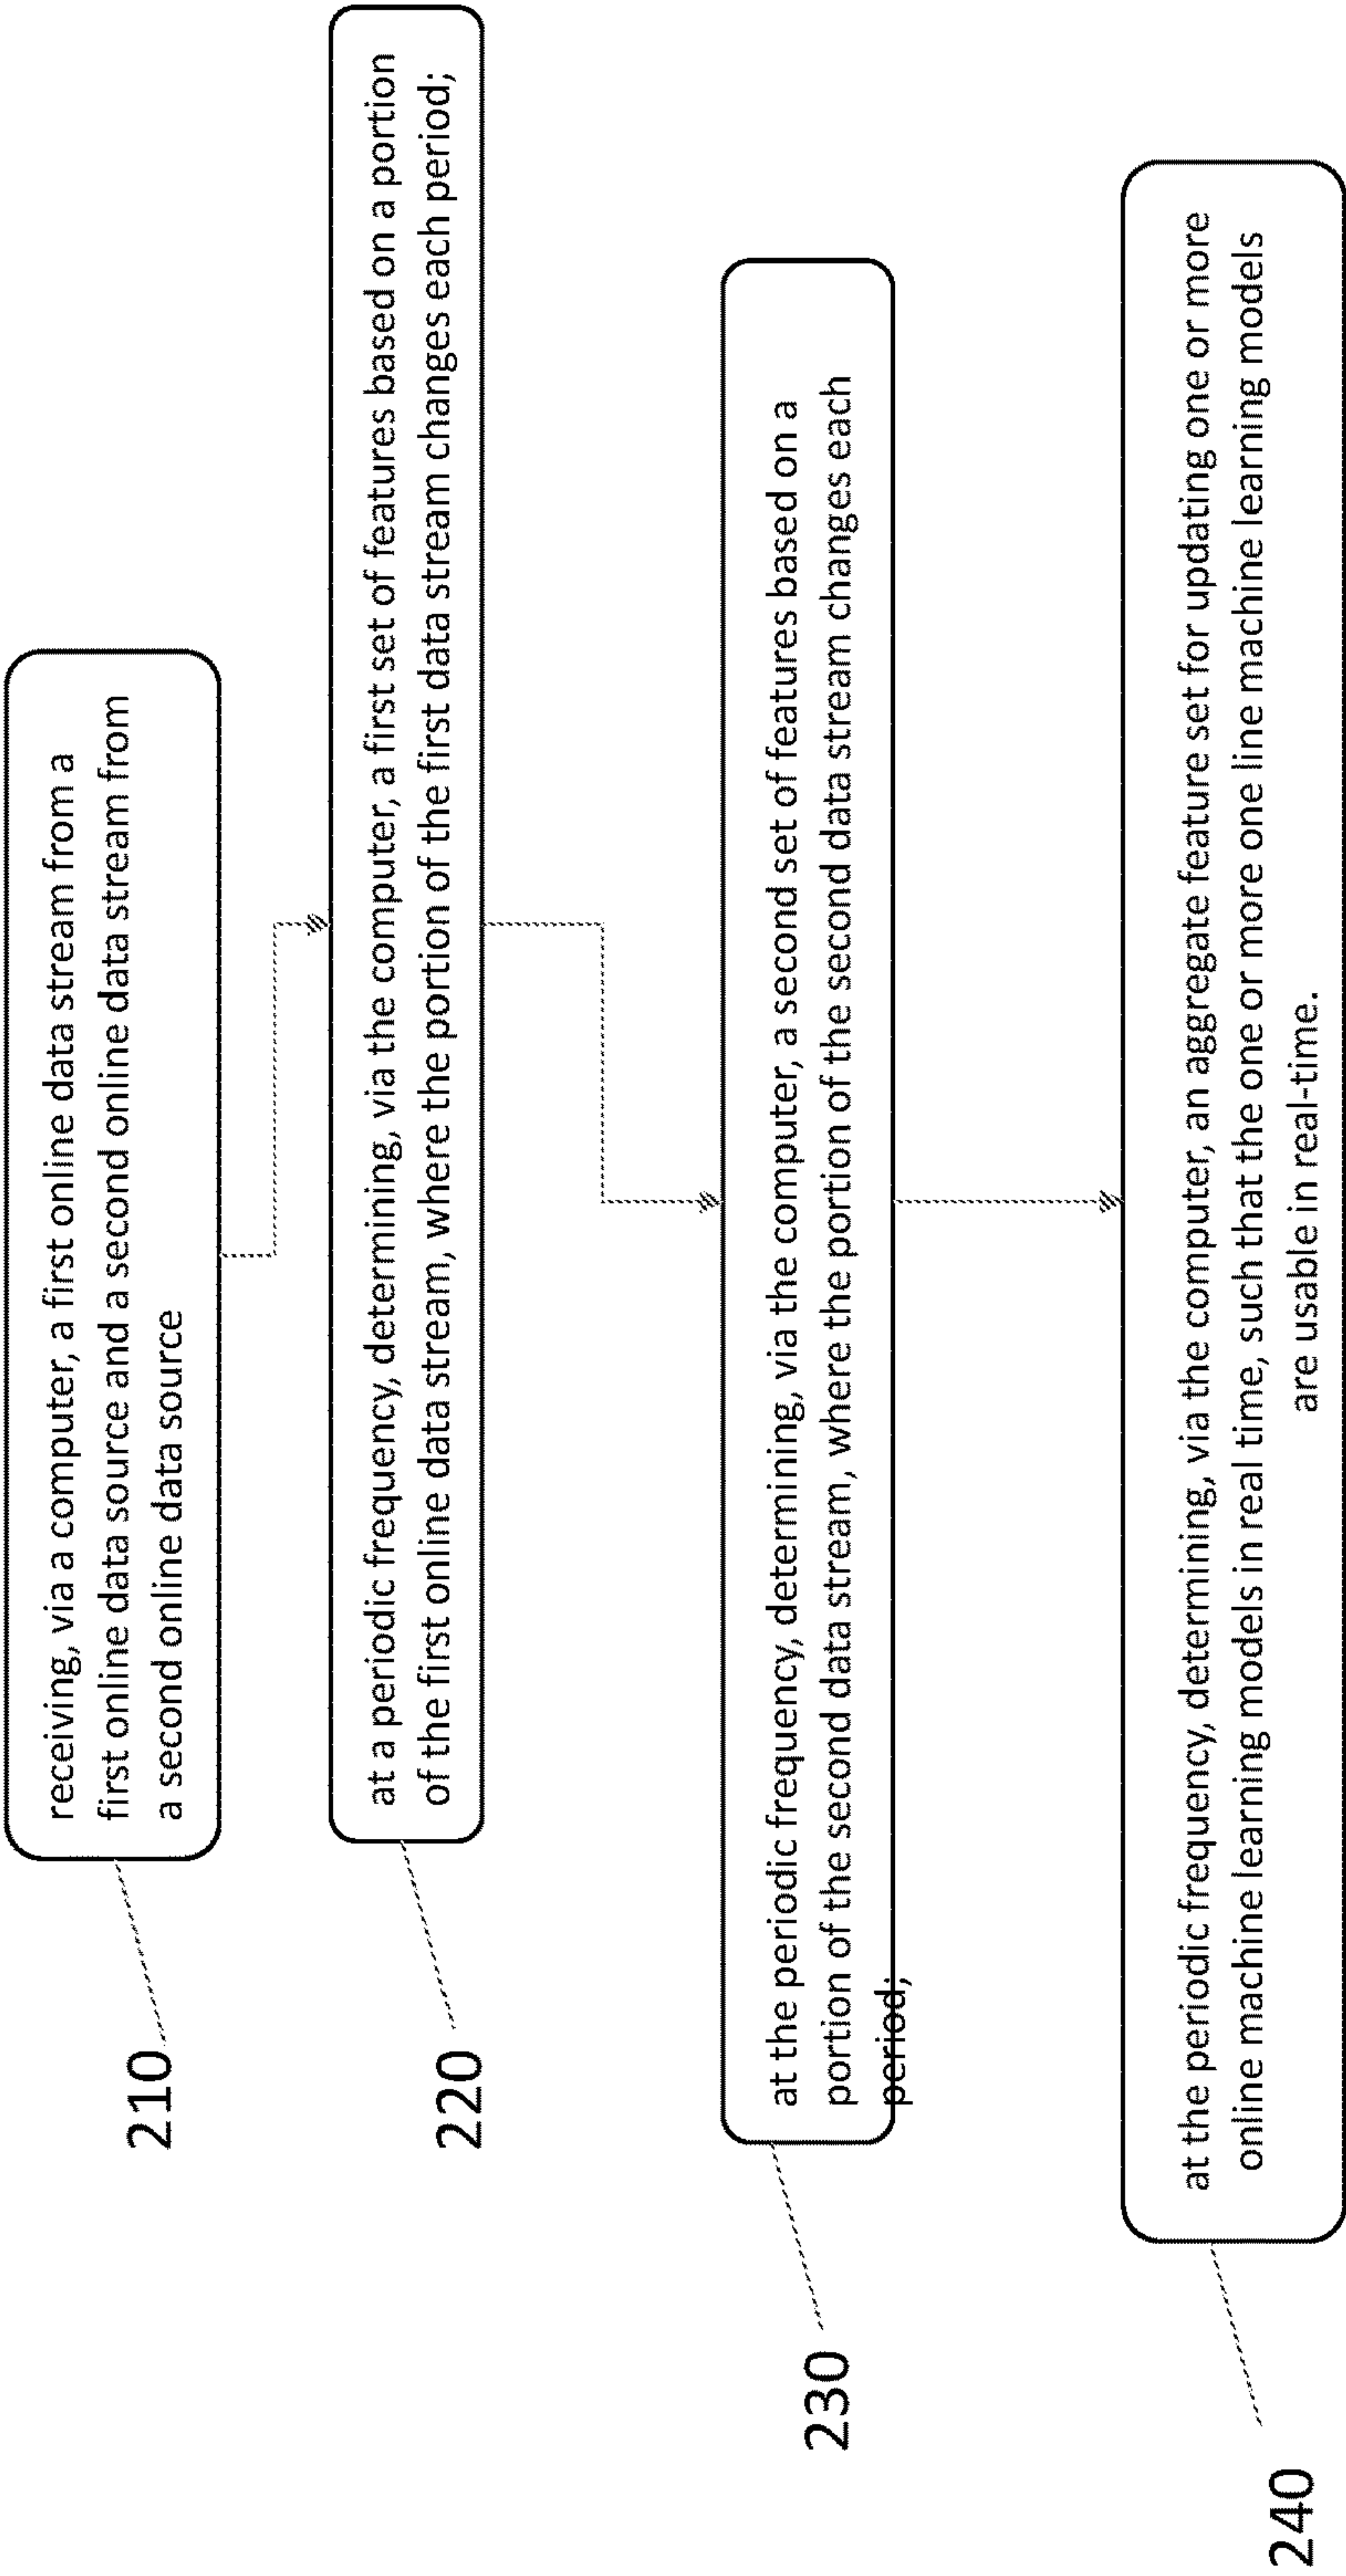 receiving, via a computer, a first online data stream from a
first online data source and a second online data stream from
a second online data source
210
at a periodic frequency, determining, via the computer, a first set of features based on a portion
of the first online data stream, where the portion of the first data stream changes each period;
220
at the periodic frequency, determining, via the computer, a second set of features based on a
portion of the second data stream, where the portion of the second data stream changes each
period;
230
at the periodic frequency, determining, via the computer, an aggregate feature set for updating one or more
online machine learning models in real time, such that the one or more one line machine learning models
are usable in real-time.
240